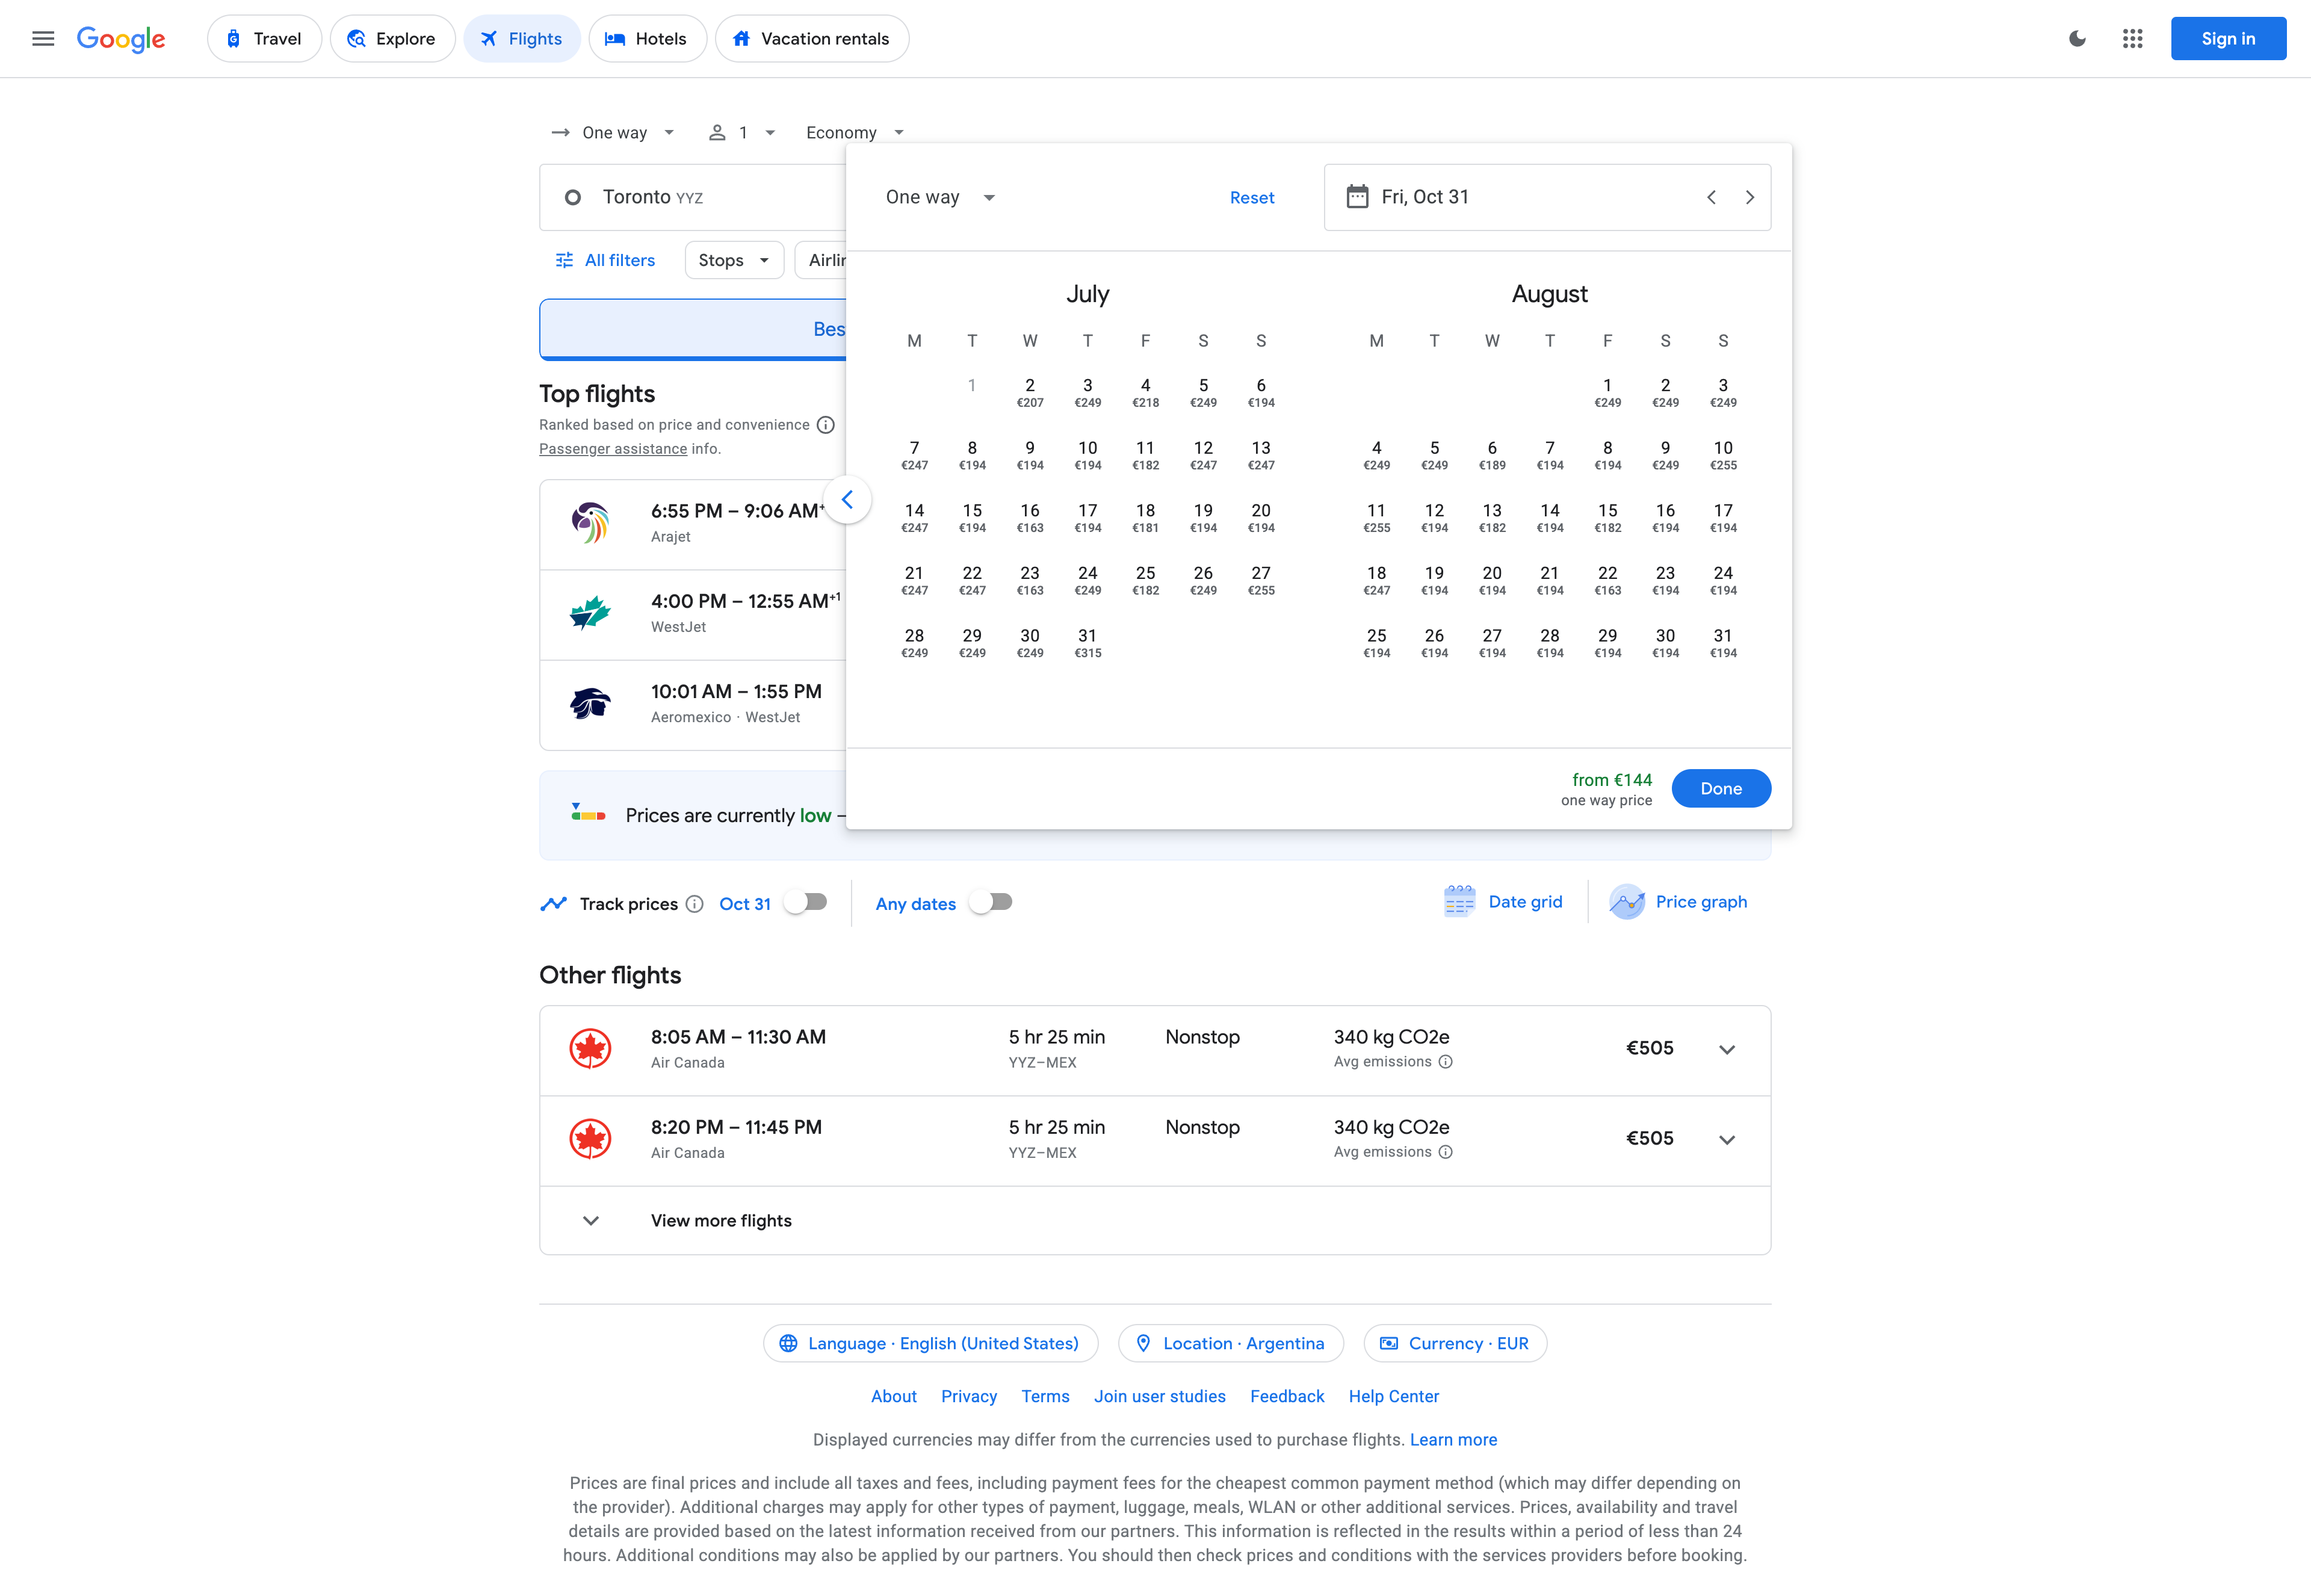 Google
Travel
Explore
Flights
Hotels
Vacation rentals
Sign in
One way
1
Economy
Toronto YYZ
One way
Reset
Fri, Oct 31
All filters
Stops
July
August
M T W T F S S
M T W T F S S
1 2 3 4 5 6
€207 €249 €218 €249 €194
1 2 3
€249 €249 €249
7 8 9 10 11 12 13
€247 €194 €194 €194 €182 €247 €247
4 5 6 7 8 9 10
€249 €249 €189 €194 €194 €249 €255
14 15 16 17 18 19 20
€247 €194 €163 €194 €181 €194 €194
11 12 13 14 15 16 17
€255 €194 €182 €194 €182 €194 €194
21 22 23 24 25 26 27
€247 €247 €163 €249 €182 €249 €255
18 19 20 21 22 23 24
€247 €194 €194 €194 €163 €194 €194
28 29 30 31
€249 €249 €249 €315
25 26 27 28 29 30 31
€194 €194 €194 €194 €194 €194 €194
from €144
one way price
Done
Top flights
Ranked based on price and convenience
Passenger assistance info.
6:55 PM – 9:06 AM
Arajet
4:00 PM – 12:55 AM+1
WestJet
10:01 AM – 1:55 PM
Aeromexico · WestJet
Prices are currently low –
Track prices
Oct 31
Any dates
Date grid
Price graph
Other flights
8:05 AM – 11:30 AM 5 hr 25 min Nonstop 340 kg CO2e €505
Air Canada YYZ–MEX Avg emissions
8:20 PM – 11:45 PM 5 hr 25 min Nonstop 340 kg CO2e €505
Air Canada YYZ–MEX Avg emissions
View more flights
Language · English (United States)
Location · Argentina
Currency · EUR
About Privacy Terms Join user studies Feedback Help Center
Displayed currencies may differ from the currencies used to purchase flights. Learn more
Prices are final prices and include all taxes and fees, including payment fees for the cheapest common payment method (which may differ depending on
the provider). Additional charges may apply for other types of payment, luggage, meals, WLAN or other additional services. Prices, availability and travel
details are provided based on the latest information received from our partners. This information is reflected in the results within a period of less than 24
hours. Additional conditions may also be applied by our partners. You should then check prices and conditions with the services providers before booking.